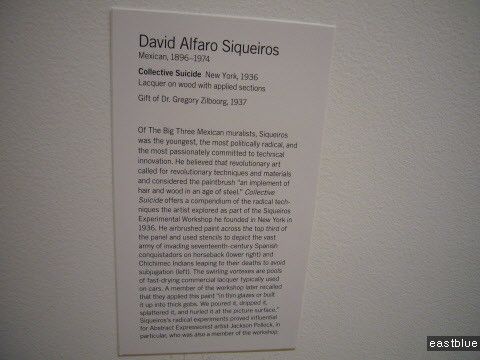 David Alfaro Siqueiros
Mexican, 1896–1974
Collective Suicide New York, 1936
Lacquer on wood with applied sections
Gift of Dr. Gregory Zilboorg, 1937
Of The Big Three Mexican muralists, Siqueiros
was the youngest, the most politically radical, and
the most passionately committed to technical
innovation. He believed that revolutionary art
called for revolutionary techniques and materials
and considered the paintbrush "an implement of
hair and wood in an age of steel." Collective
Suicide offers a compendium of the radical tech-
niques the artist explored as part of the Siqueiros
Experimental Workshop he founded in New York in
1936. He airbrushed paint across the top third of
the panel and used stencils to depict the vast
army of invading seventeenth-century Spanish
conquistadors on horseback (lower right) and
Chichimec Indians leaping to their deaths to avoid
subjugation (left). The swirling vortexes are pools
of fast-drying commercial lacquer typically used
on cars. A member of the workshop later recalled
that they applied this paint "in thin glazes or built
it up into thick gobs. We poured it, dripped it,
splattered it, and hurled it at the picture surface."
Siqueiros's radical experiments proved influential
for Abstract Expressionist artist Jackson Pollock, in
particular, who was also a member of the workshop.
eastblue